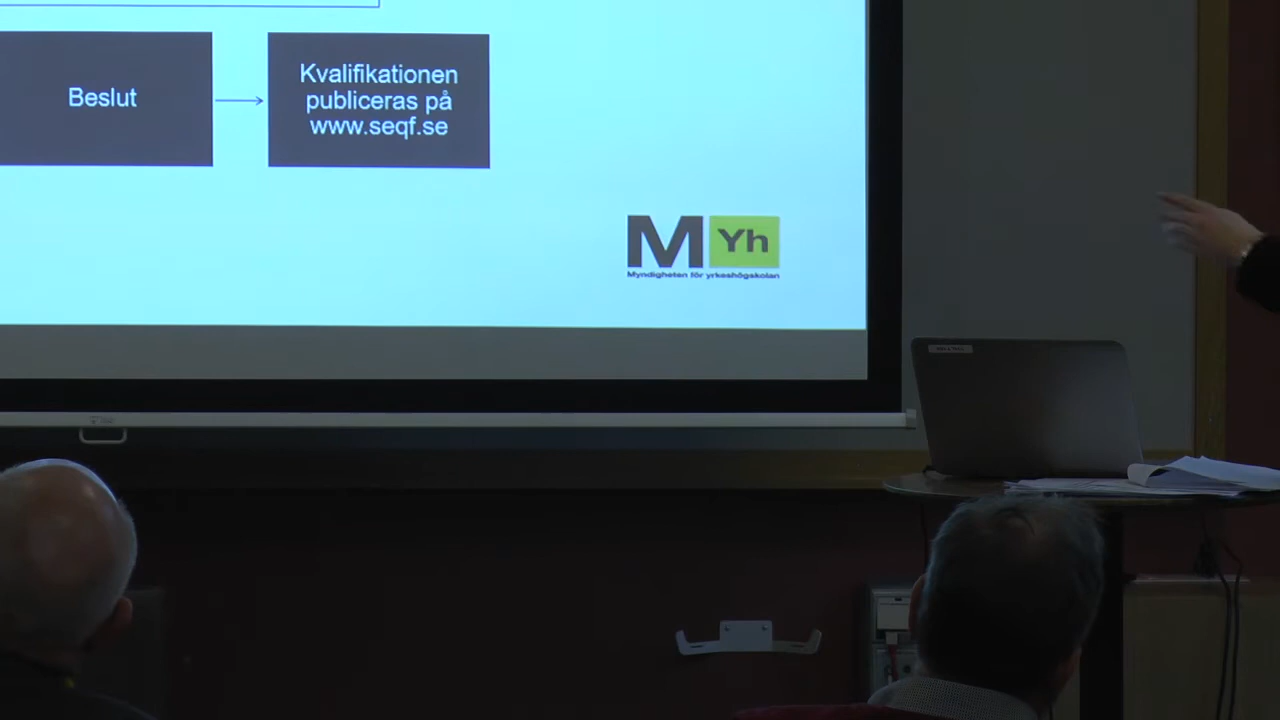 Beslut
Kvalifikationen
publiceras på
www.seqf.se
M Yh
Myndigheten för yrkeshögskolan